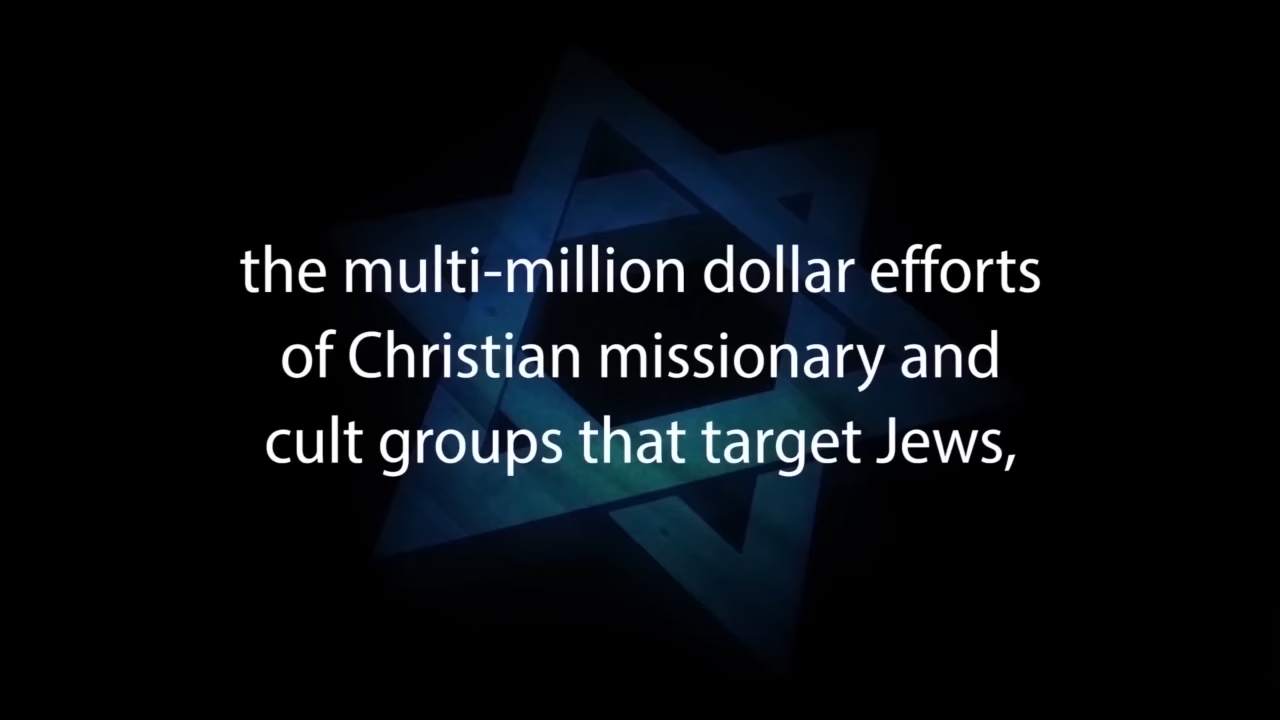 the multi-million dollar efforts
of Christian missionary and
cult groups that target Jews,